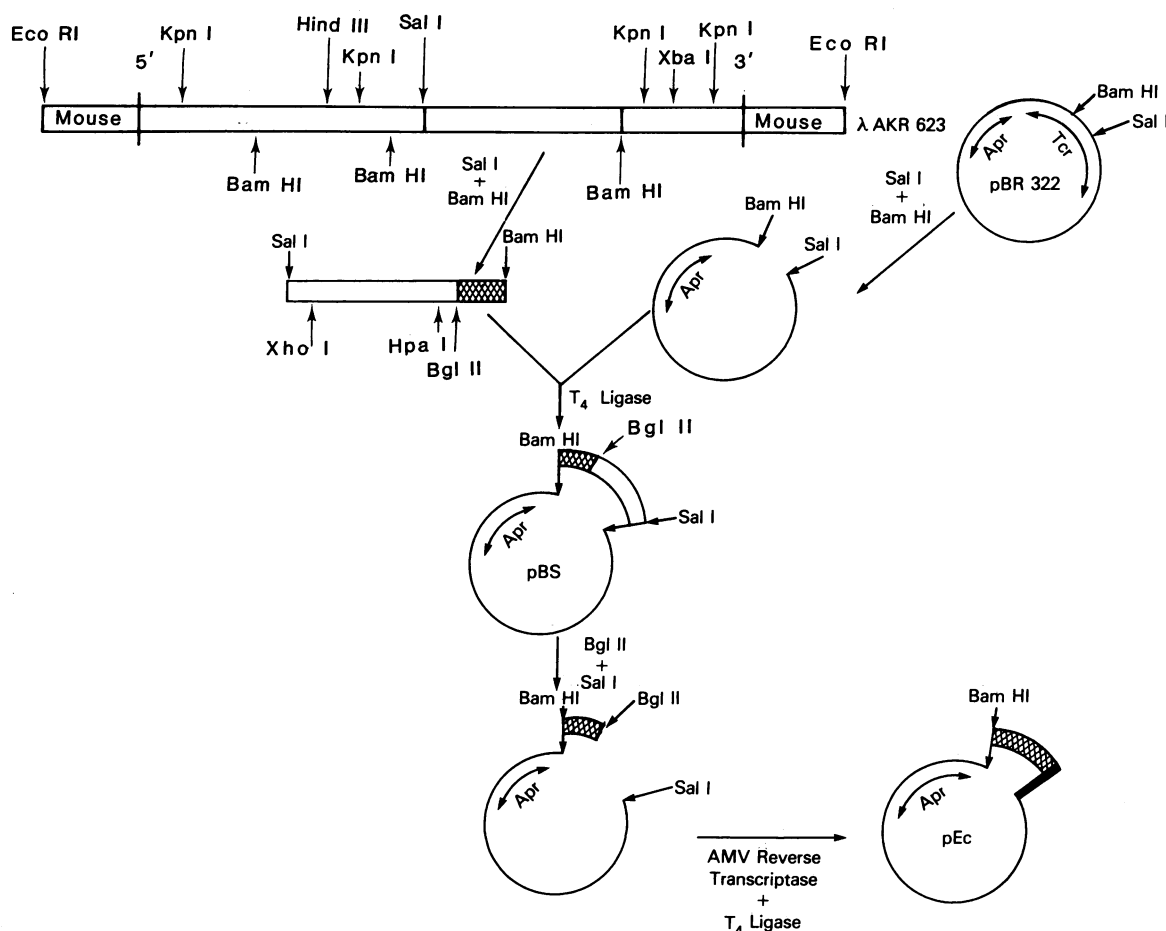 Eco RI
5′
Kpn I
Hind III
Kpn I
Sal I
Kpn I
Xba I
Kpn I
3′
Eco RI
Mouse
Mouse
λ AKR 623
Bam HI
Bam HI
Bam HI
Sal I
+
Bam HI
Bam HI
Sal I
Apr
Tcr
pBR 322
Sal I
+
Bam HI
Sal I
Bam HI
Xho I
Hpa I
Bgl II
Bam HI
Sal I
Apr
T4 Ligase
Bam HI
Bgl II
Sal I
Apr
pBS
Bgl II
+
Sal I
Bam HI
Bgl II
Sal I
Apr
AMV Reverse
Transcriptase
+
T4 Ligase
Bam HI
Apr
pEc